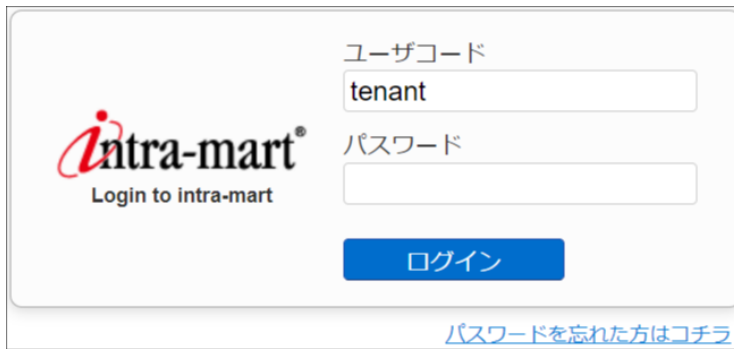 ユーザコード
tenant
intra-mart®
Login to intra-mart
パスワード
ログイン
パスワードを忘れた方はコチラ